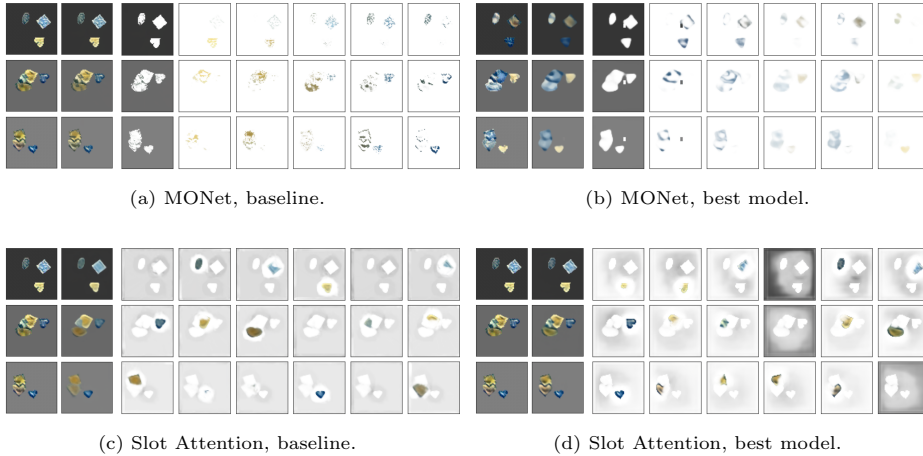 (a) MONet, baseline.
(b) MONet, best model.
(c) Slot Attention, baseline.
(d) Slot Attention, best model.